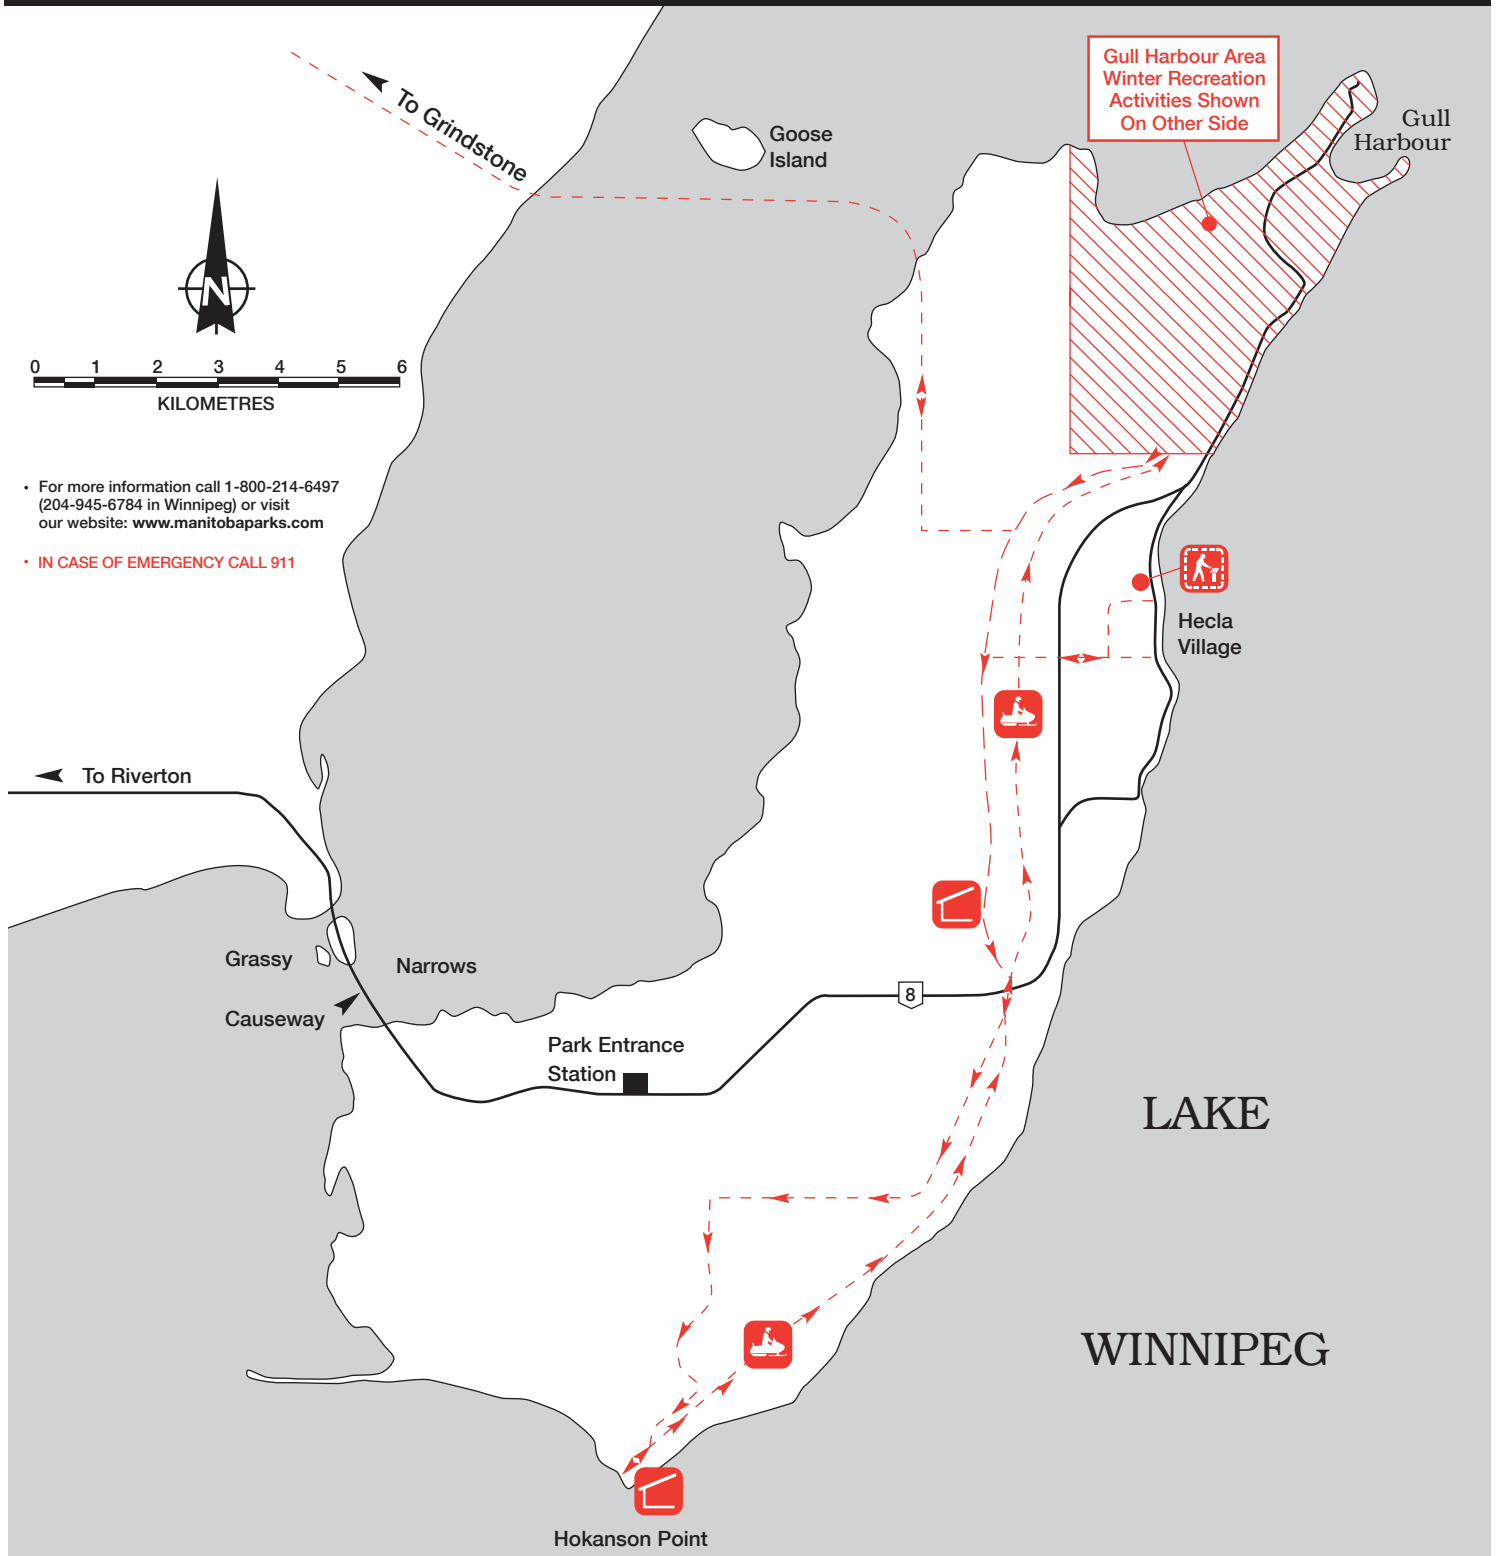 Gull Harbour Area
Winter Recreation
Activities Shown
On Other Side
Gull
Harbour
To Grindstone
Goose
Island
N
0 1 2 3 4 5 6
KILOMETRES
• For more information call 1-800-214-6497
(204-945-6784 in Winnipeg) or visit
our website: www.manitobaparks.com
• IN CASE OF EMERGENCY CALL 911
Hecla
Village
To Riverton
Grassy
Narrows
Causeway
8
Park Entrance
Station
LAKE
WINNIPEG
Hokanson Point